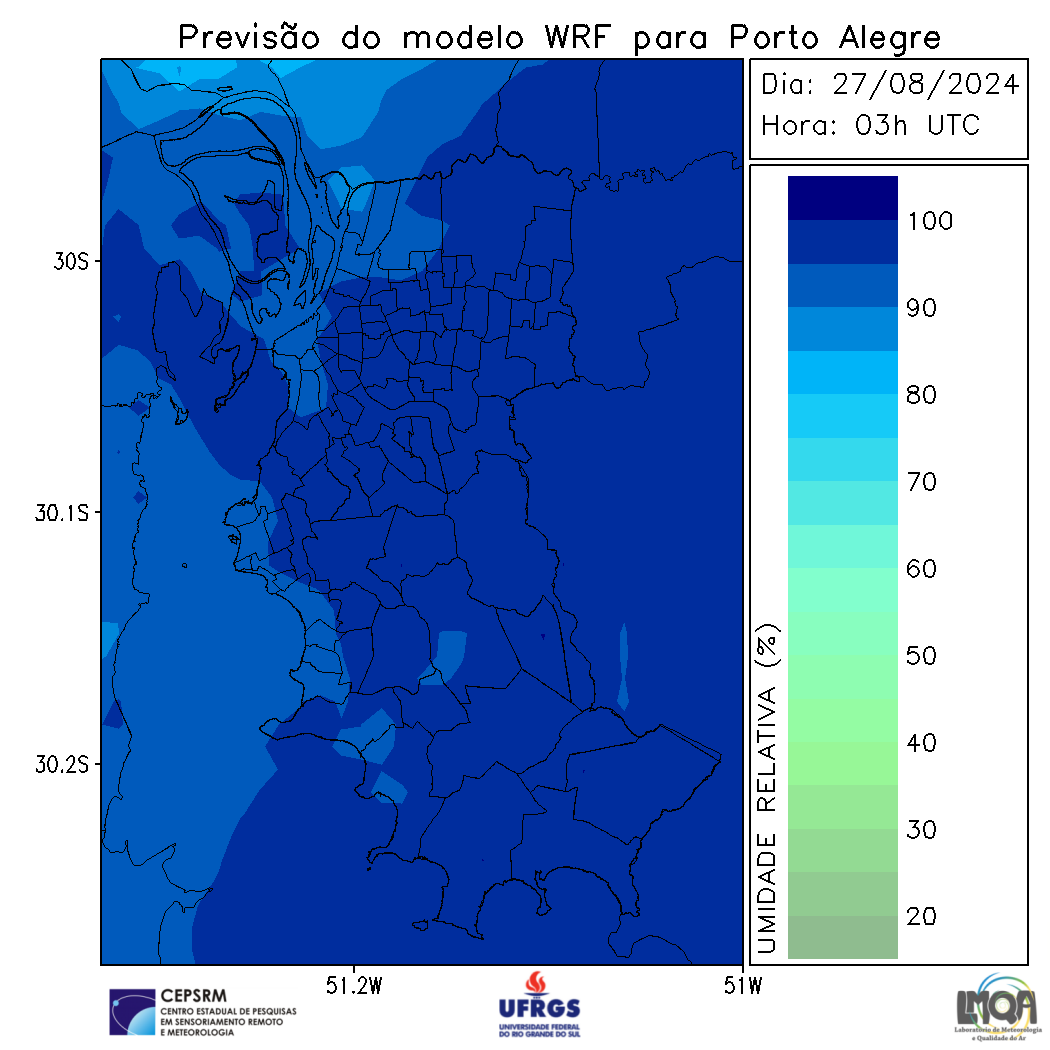 Previsão do modelo WRF para Porto Alegre
Dia: 27/08/2024
Hora: 03h UTC
100
90
80
70
60
50
40
30
20
UMIDADE RELATIVA (%)
30S
30.1S
30.2S
51.2W
51W
CEPSRM
CENTRO ESTADUAL DE PESQUISAS
EM SENSORIAMENTO REMOTO
E METEOROLOGIA
UFRGS
UNIVERSIDADE FEDERAL
DO RIO GRANDE DO SUL
LMQA
Laboratório de Meteorologia
e Qualidade do Ar